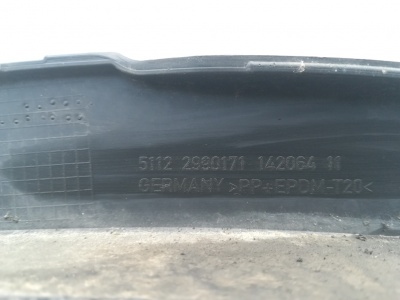 5112 2990171 142064 11
GERMANY >PP+EPDM-T20<